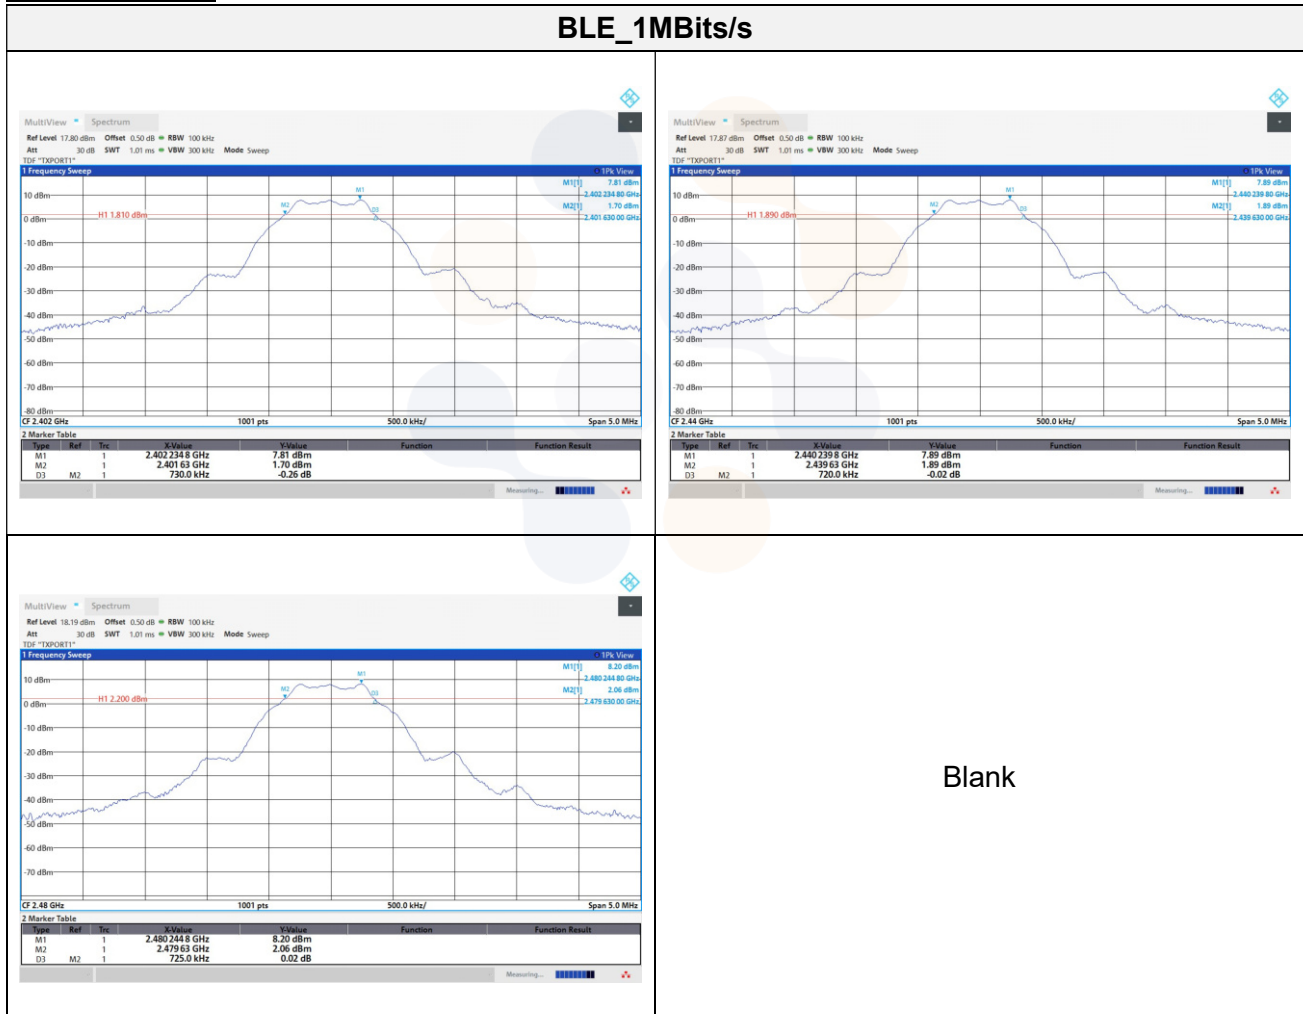 BLE_1MBits/s
MultiView Spectrum
Ref Level 17.80 dBm Offset 0.50 dB RBW 100 kHz
Att 30 dB SWT 1.01 ms VBW 300 kHz Mode Sweep
TDF "TXPORT1"
1 Frequency Sweep 1Pk View
M1[1] 7.81 dBm
2.402 234 80 GHz
M2[1] 1.70 dBm
2.401 630 00 GHz
M1
M2
D3
H1 1.810 dBm
10 dBm
0 dBm
-10 dBm
-20 dBm
-30 dBm
-40 dBm
-50 dBm
-60 dBm
-70 dBm
-80 dBm
CF 2.402 GHz 1001 pts 500.0 kHz/ Span 5.0 MHz
2 Marker Table
Type Ref Trc X-Value Y-Value Function Function Result
M1 1 2.402 234 8 GHz 7.81 dBm
M2 1 2.401 63 GHz 1.70 dBm
D3 M2 1 730.0 kHz -0.26 dB
Measuring...
MultiView Spectrum
Ref Level 17.87 dBm Offset 0.50 dB RBW 100 kHz
Att 30 dB SWT 1.01 ms VBW 300 kHz Mode Sweep
TDF "TXPORT1"
1 Frequency Sweep 1Pk View
M1[1] 7.89 dBm
2.440 239 80 GHz
M2[1] 1.89 dBm
2.439 630 00 GHz
M1
M2
D3
H1 1.890 dBm
10 dBm
0 dBm
-10 dBm
-20 dBm
-30 dBm
-40 dBm
-50 dBm
-60 dBm
-70 dBm
-80 dBm
CF 2.44 GHz 1001 pts 500.0 kHz/ Span 5.0 MHz
2 Marker Table
Type Ref Trc X-Value Y-Value Function Function Result
M1 1 2.440 239 8 GHz 7.89 dBm
M2 1 2.439 63 GHz 1.89 dBm
D3 M2 1 720.0 kHz -0.02 dB
Measuring...
MultiView Spectrum
Ref Level 18.19 dBm Offset 0.50 dB RBW 100 kHz
Att 30 dB SWT 1.01 ms VBW 300 kHz Mode Sweep
TDF "TXPORT1"
1 Frequency Sweep 1Pk View
M1[1] 8.20 dBm
2.480 244 80 GHz
M2[1] 2.06 dBm
2.479 630 00 GHz
M1
M2
D3
H1 2.200 dBm
10 dBm
0 dBm
-10 dBm
-20 dBm
-30 dBm
-40 dBm
-50 dBm
-60 dBm
-70 dBm
CF 2.48 GHz 1001 pts 500.0 kHz/ Span 5.0 MHz
2 Marker Table
Type Ref Trc X-Value Y-Value Function Function Result
M1 1 2.480 244 8 GHz 8.20 dBm
M2 1 2.479 63 GHz 2.06 dBm
D3 M2 1 725.0 kHz 0.02 dB
Measuring...
Blank